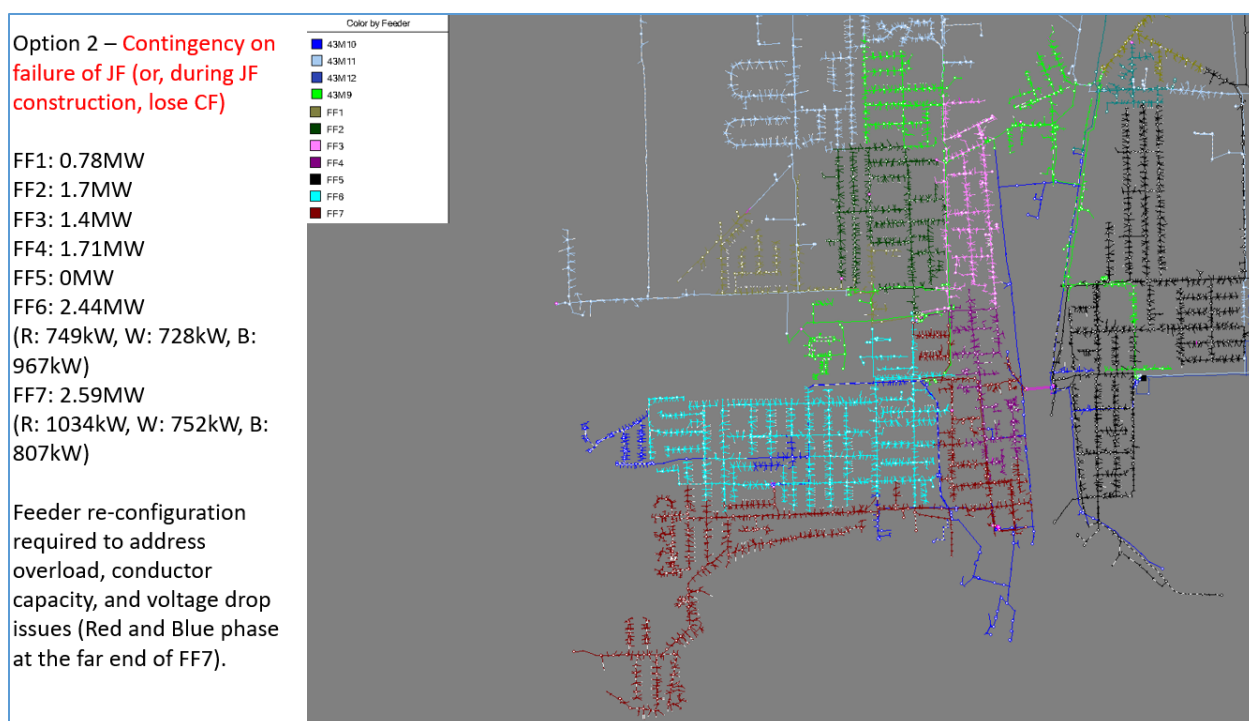 Option 2 – Contingency on
failure of JF (or, during JF
construction, lose CF)
FF1: 0.78MW
FF2: 1.7MW
FF3: 1.4MW
FF4: 1.71MW
FF5: 0MW
FF6: 2.44MW
(R: 749kW, W: 728kW, B:
967kW)
FF7: 2.59MW
(R: 1034kW, W: 752kW, B:
807kW)
Feeder re-configuration
required to address
overload, conductor
capacity, and voltage drop
issues (Red and Blue phase
at the far end of FF7).
Color by Feeder
43M10
43M11
43M12
43M9
FF1
FF2
FF3
FF4
FF5
FF6
FF7